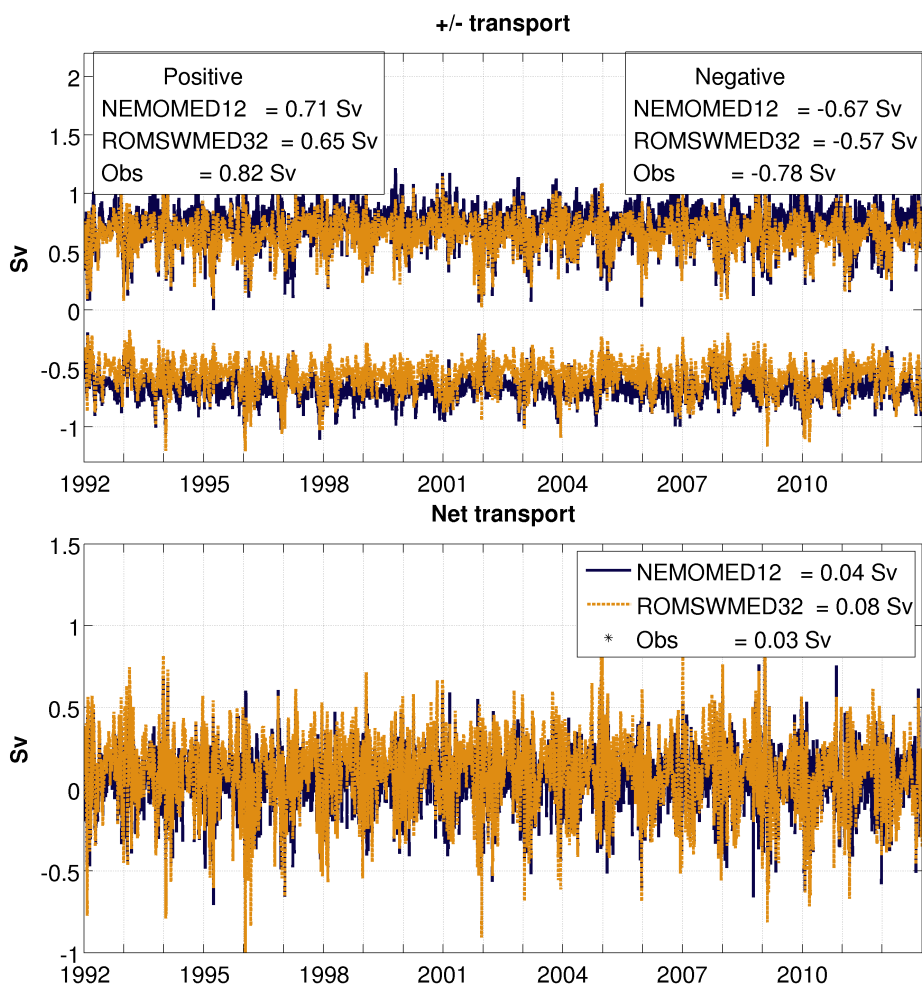 +/- transport
Positive
NEMOMED12 = 0.71 Sv
ROMSWMED32 = 0.65 Sv
Obs = 0.82 Sv
Negative
NEMOMED12 = -0.67
ROMSWMED32 = -0.57
Obs = -0.78 Sv
Sv
2
1.5
1
0.5
0
-0.5
-1
1992 1995 1998 2001 2004 2007 2010
Net transport
NEMOMED12 = 0.04 Sv
ROMSWMED32 = 0.08 Sv
* Obs = 0.03 Sv
Sv
1.5
1
0.5
0
-0.5
-1
1992 1995 1998 2001 2004 2007 2010